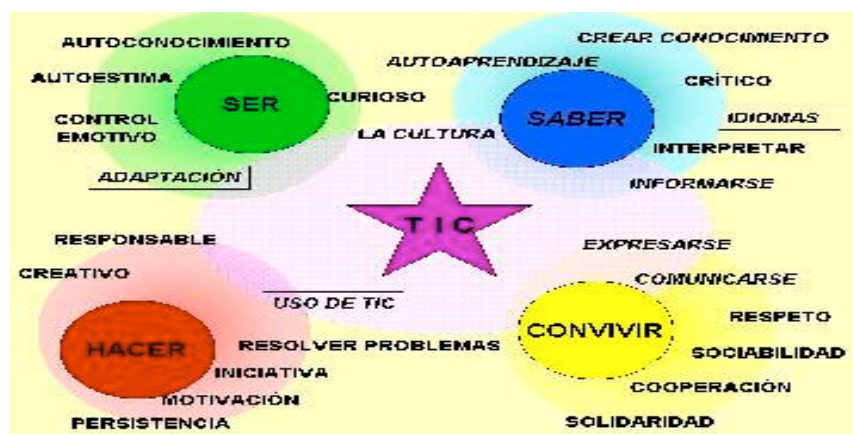 AUTOCONOCIMIENTO
AUTOESTIMA
SER
CURIOSO
CONTROL
EMOTIVO
ADAPTACIÓN
CREAR CONOCIMIENTO
AUTOAPRENDIZAJE
CRÍTICO
SABER
IDIOMAS
LA CULTURA
INTERPRETAR
INFORMARSE
TIC
RESPONSABLE
CREATIVO
USO DE TIC
HACER
RESOLVER PROBLEMAS
INICIATIVA
MOTIVACIÓN
PERSISTENCIA
EXPRESARSE
COMUNICARSE
CONVIVIR
RESPETO
SOCIABILIDAD
COOPERACIÓN
SOLIDARIDAD